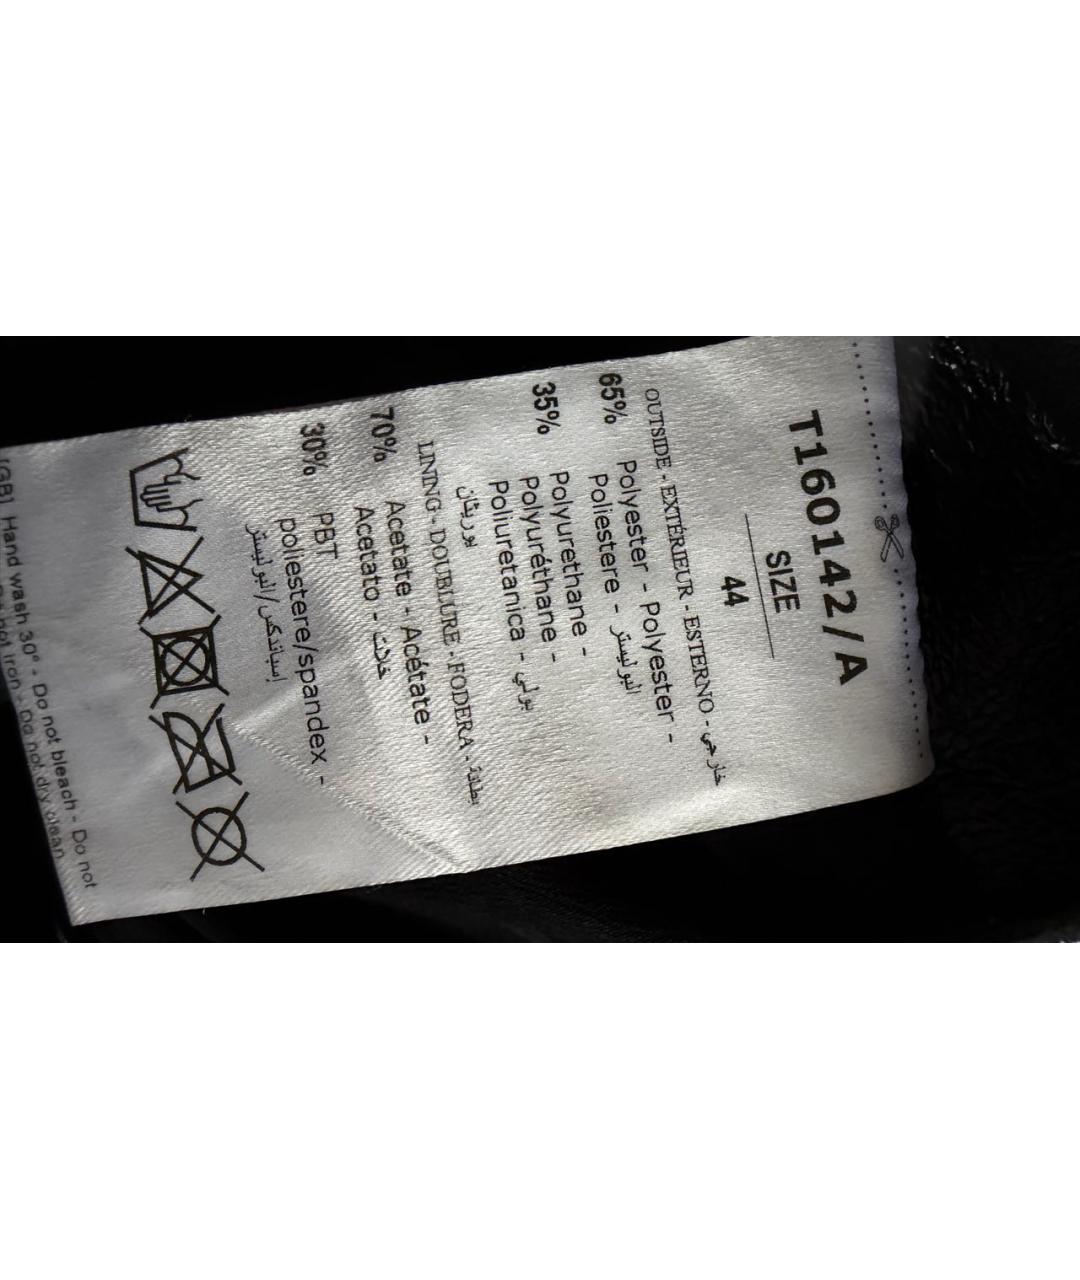 T160142/A
SIZE
44
OUTSIDE - EXTÉRIEUR - ESTERNO - خارجي
65% Polyester - Polyester -
Poliestere - البوليستر
35% Polyurethane -
Polyuréthane -
Poliuretanica - بولي
يوريثان
LINING - DOUBLURE - FODERA - بطانة
70% Acetate - Acétate -
Acetato - خلات
30% PBT
poliestere/spandex -
إسباندكس/البوليستر
[GB] Hand wash 30° - Do not bleach - Do not
not iron - Do not dry clean